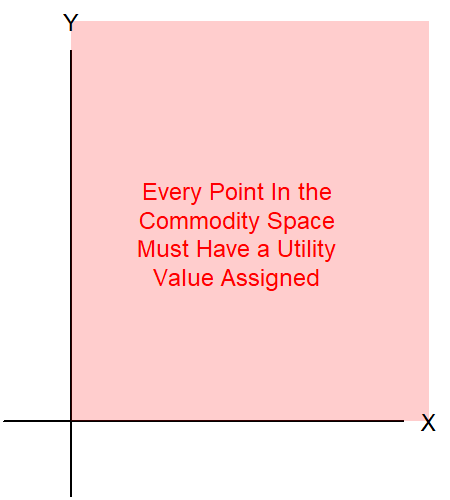 Y
Every Point In the
Commodity Space
Must Have a Utility
Value Assigned
X